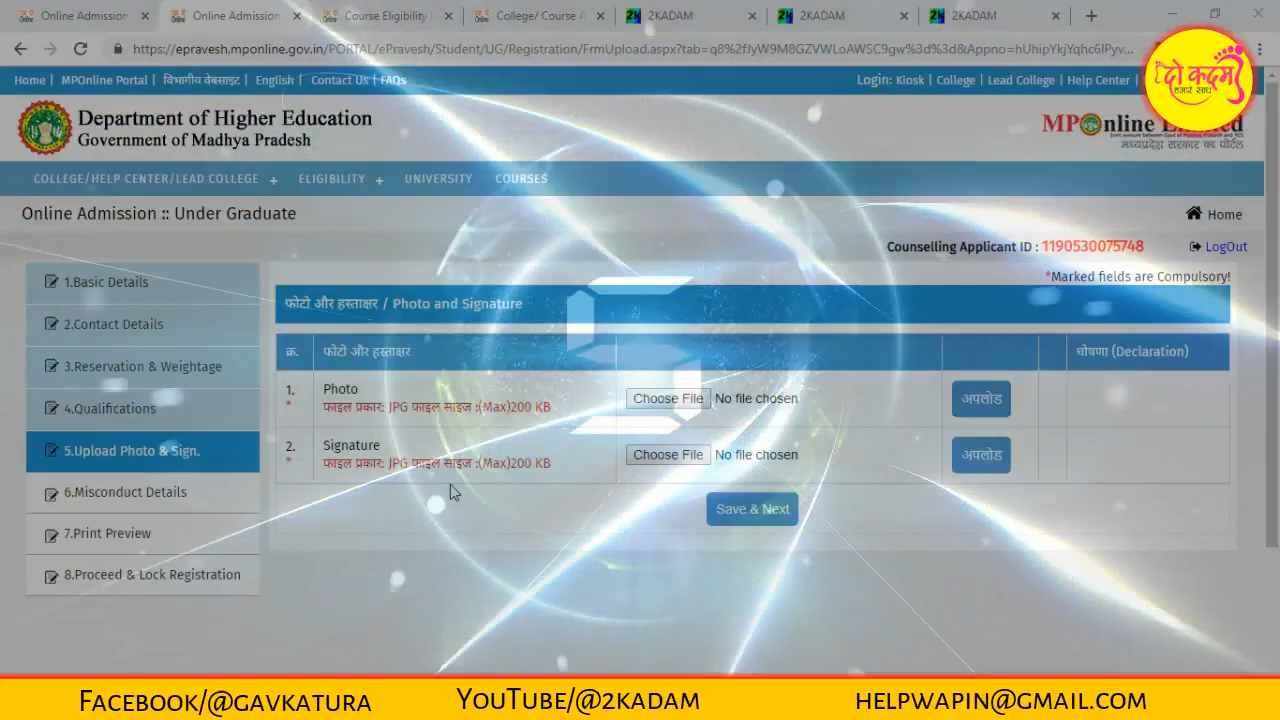 Online Admission
Online Admission
Course Eligibility
College/ Course A
2KADAM
2KADAM
2KADAM
https://epravesh.mponline.gov.in/PORTAL/ePravesh/Student/UG/Registration/FrmUpload.aspx?tab=q8%2fJyW9M8GZVWLoAWSC9gw%3d%3d&Appno=hUhipYkjYqhc6IPyv...
Home | MPOnline Portal | विभागीय वेबसाइट | English | Contact Us | FAQs
Login: Kiosk | College | Lead College | Help Center |
दो कदम
हमारे साथ
Department of Higher Education
Government of Madhya Pradesh
MPOnline Limited
मध्यप्रदेश सरकार का पोर्टल
COLLEGE/HELP CENTER/LEAD COLLEGE + ELIGIBILITY + UNIVERSITY COURSES
Online Admission :: Under Graduate
Home
Counselling Applicant ID : 1190530075748
LogOut
*Marked fields are Compulsory!
1.Basic Details
2.Contact Details
3.Reservation & Weightage
4.Qualifications
5.Upload Photo & Sign.
6.Misconduct Details
7.Print Preview
8.Proceed & Lock Registration
फोटो और हस्ताक्षर / Photo and Signature
क्र. फोटो और हस्ताक्षर घोषणा (Declaration)
1. Photo
* फाइल प्रकार: JPG फाइल साइज :(Max)200 KB
Choose File No file chosen अपलोड
2. Signature
* फाइल प्रकार: JPG फाइल साइज :(Max)200 KB
Choose File No file chosen अपलोड
Save & Next
5
FACEBOOK/@GAVKATURA YOUTUBE/@2KADAM HELPWAPIN@GMAIL.COM